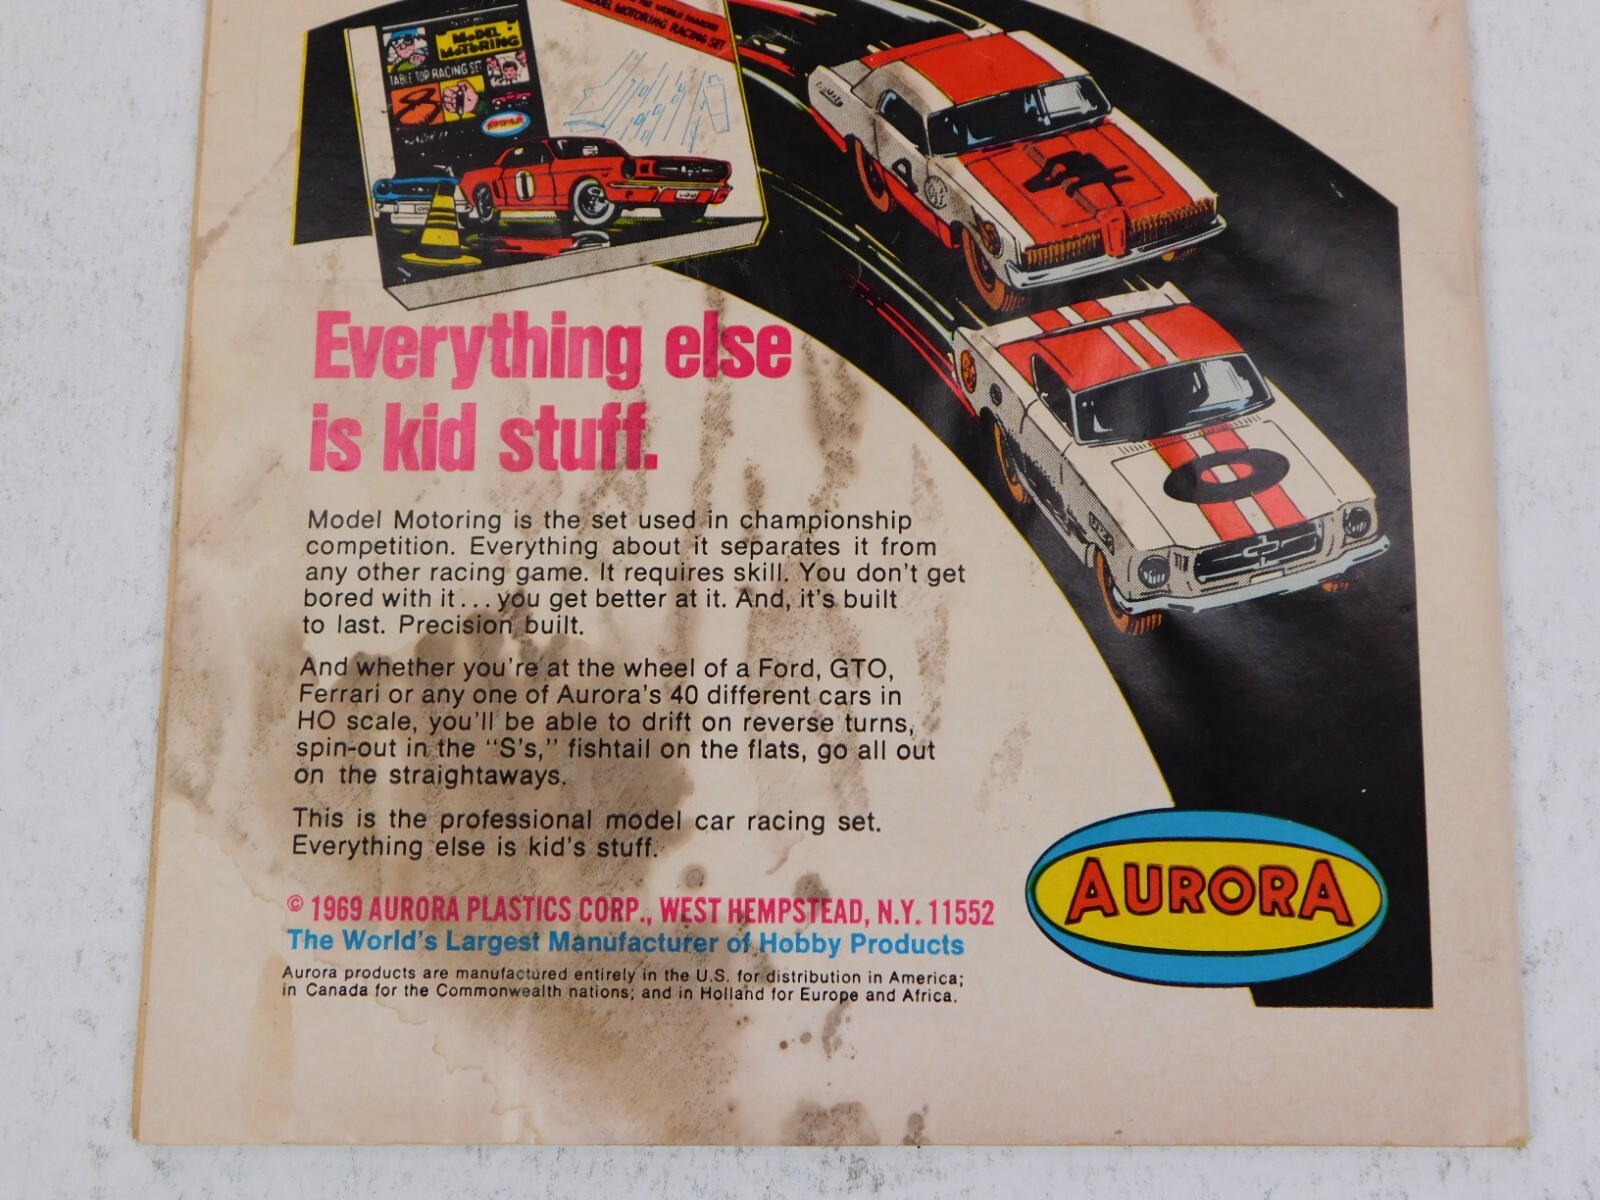 WORLD FAMOUS
MODEL MOTORING RACING SET
MODEL
MOTORING
TABLE TOP RACING SET
1
Everything else
is kid stuff.
Model Motoring is the set used in championship
competition. Everything about it separates it from
any other racing game. It requires skill. You don't get
bored with it...you get better at it. And, it's built
to last. Precision built.
And whether you're at the wheel of a Ford, GTO,
Ferrari or any one of Aurora's 40 different cars in
HO scale, you'll be able to drift on reverse turns,
spin-out in the "S's," fishtail on the flats, go all out
on the straightaways.
This is the professional model car racing set.
Everything else is kid's stuff.
© 1969 AURORA PLASTICS CORP., WEST HEMPSTEAD, N.Y. 11552
The World's Largest Manufacturer of Hobby Products
Aurora products are manufactured entirely in the U.S. for distribution in America;
in Canada for the Commonwealth nations; and in Holland for Europe and Africa.
AURORA